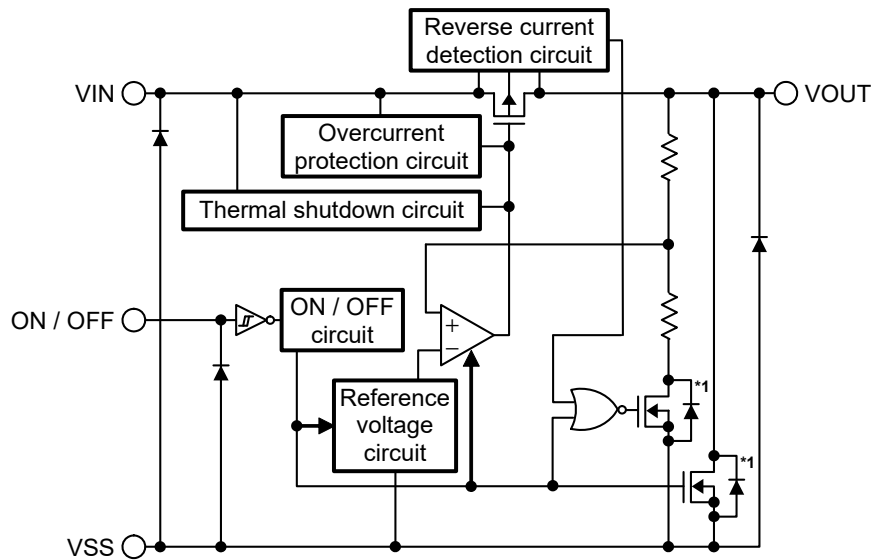 Reverse current
detection circuit
VIN
VOUT
Overcurrent
protection circuit
Thermal shutdown circuit
ON / OFF
ON / OFF
circuit
+
−
Reference
voltage
circuit
*1
*1
VSS